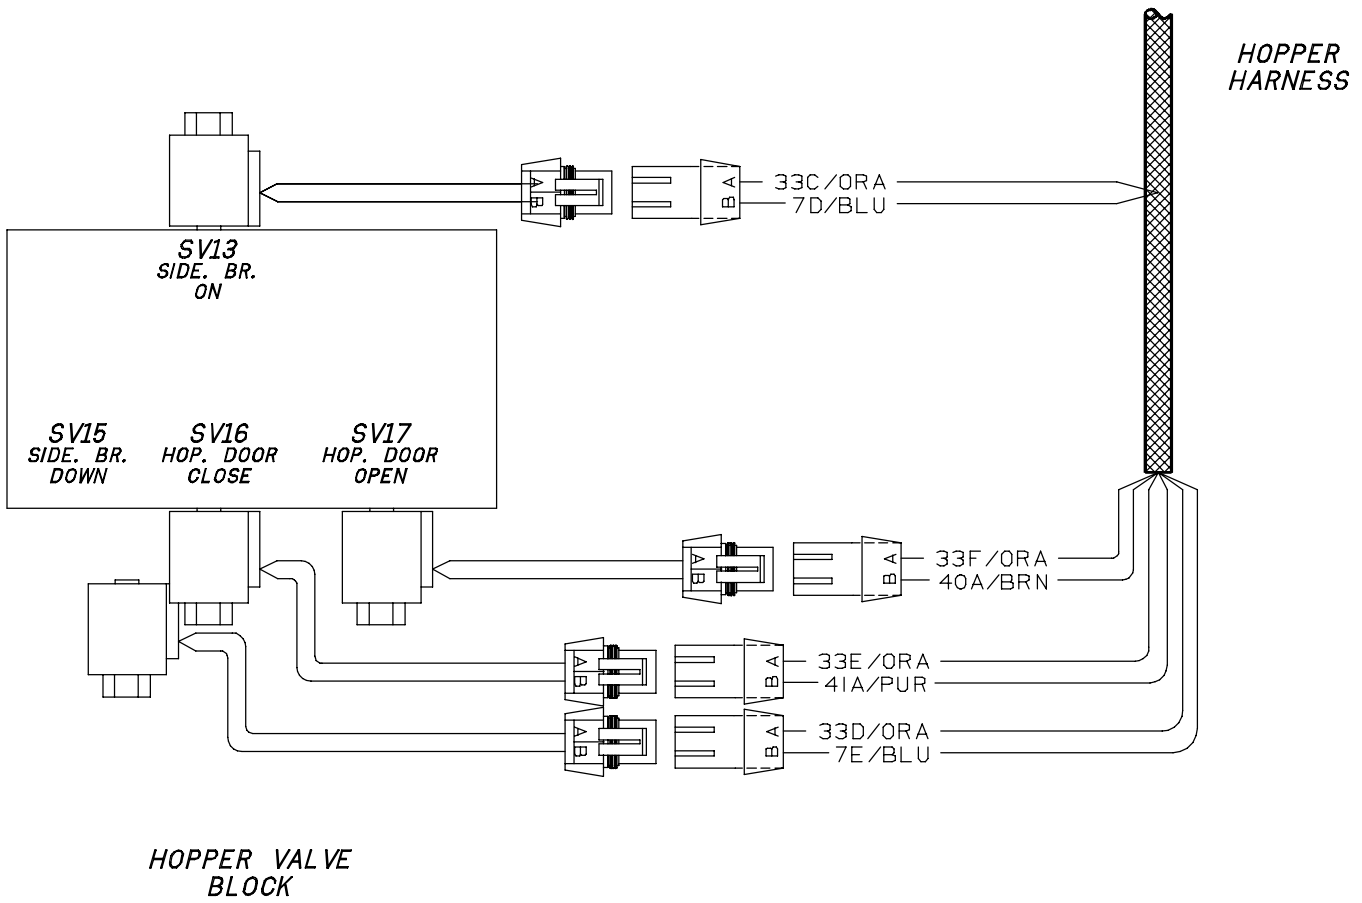 HOPPER
HARNESS
A
B
A
B
33C/ORA
7D/BLU
SV13
SIDE. BR.
ON
SV15
SIDE. BR.
DOWN
SV16
HOP. DOOR
CLOSE
SV17
HOP. DOOR
OPEN
A
B
A
B
33F/ORA
40A/BRN
A
B
A
B
33E/ORA
41A/PUR
A
B
A
B
33D/ORA
7E/BLU
HOPPER VALVE
BLOCK